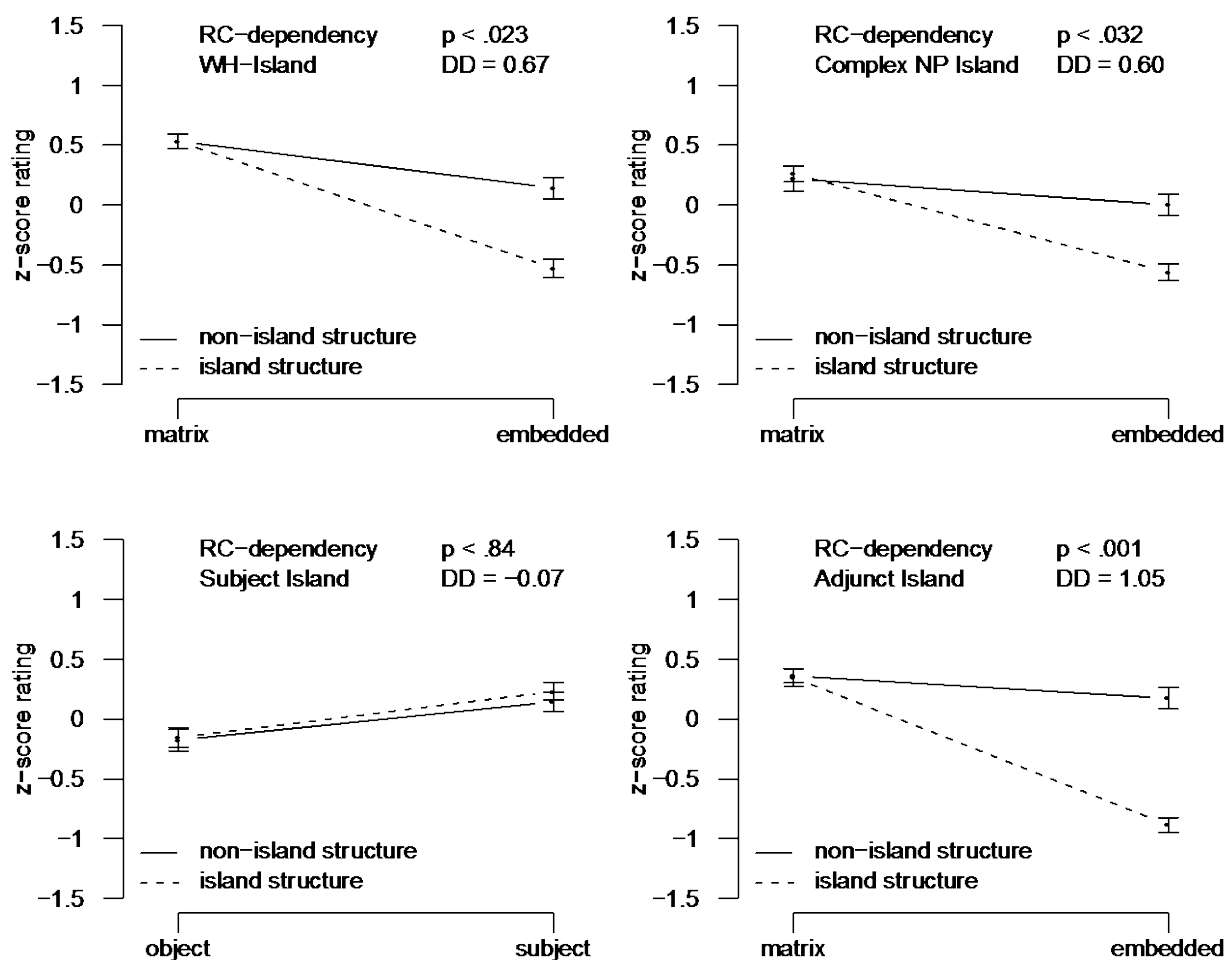 RC−dependency p < .023
WH−Island DD = 0.67
z−score rating
1.5
1
0.5
0
−0.5
−1
−1.5
non−island structure
island structure
matrix embedded
RC−dependency p < .032
Complex NP Island DD = 0.60
z−score rating
1.5
1
0.5
0
−0.5
−1
−1.5
non−island structure
island structure
matrix embedded
RC−dependency p < .84
Subject Island DD = −0.07
z−score rating
1.5
1
0.5
0
−0.5
−1
−1.5
non−island structure
island structure
object subject
RC−dependency p < .001
Adjunct Island DD = 1.05
z−score rating
1.5
1
0.5
0
−0.5
−1
−1.5
non−island structure
island structure
matrix embedded